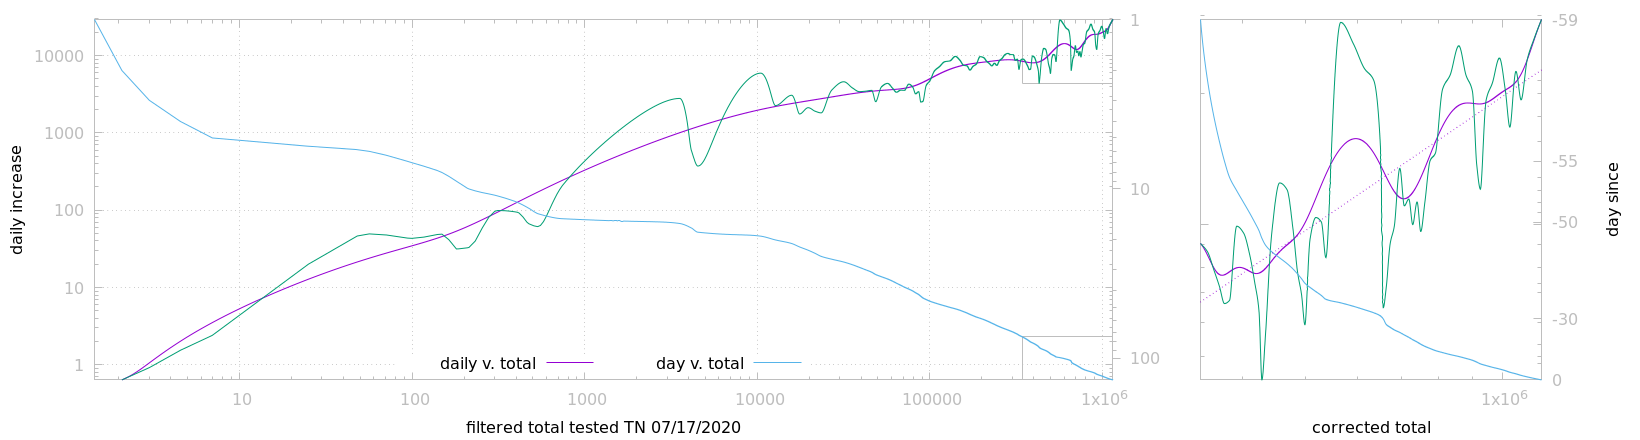 daily increase
10000
1000
100
10
1
10
100
1000
10000
100000
1x10^6
1
10
100
daily v. total
day v. total
filtered total tested TN 07/17/2020
-59
-55
-50
-30
0
day since
1x10^6
corrected total